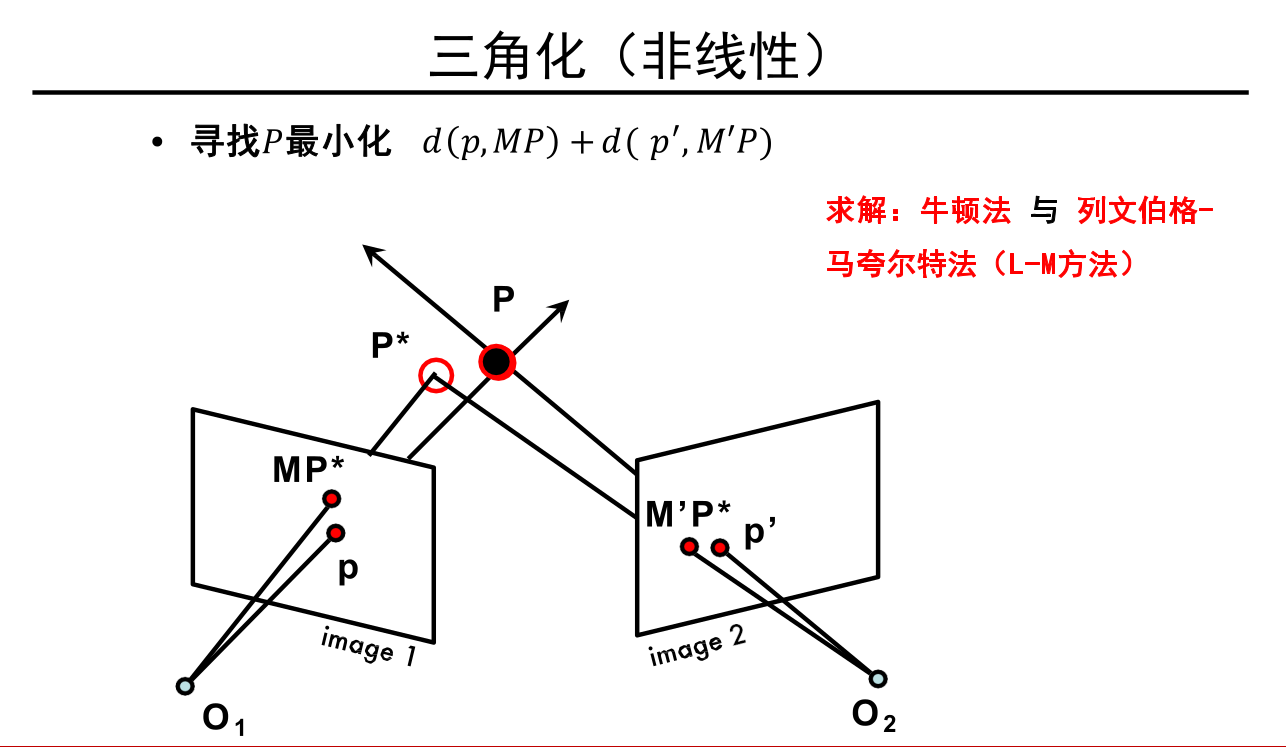 三角化（非线性）
• 寻找P最小化 d(p,MP)+d( p′,M′P)
求解：牛顿法 与 列文伯格-
马夸尔特法（L-M方法）
P
P*
MP*
p
M’P*
p’
image 1
image 2
O₁
O₂